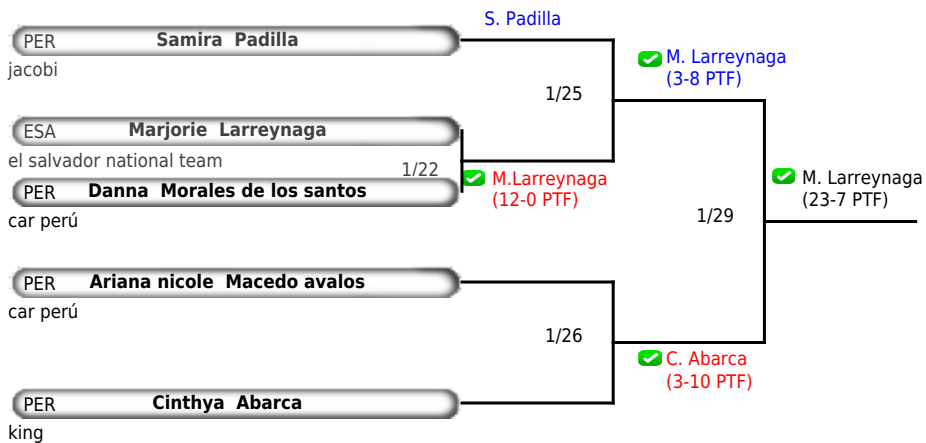 S. Padilla
PER Samira Padilla
jacobi
M. Larreynaga
(3-8 PTF)
1/25
ESA Marjorie Larreynaga
el salvador national team
1/22
M.Larreynaga
(12-0 PTF)
PER Danna Morales de los santos
car perú
M. Larreynaga
(23-7 PTF)
1/29
PER Ariana nicole Macedo avalos
car perú
1/26
C. Abarca
(3-10 PTF)
PER Cinthya Abarca
king